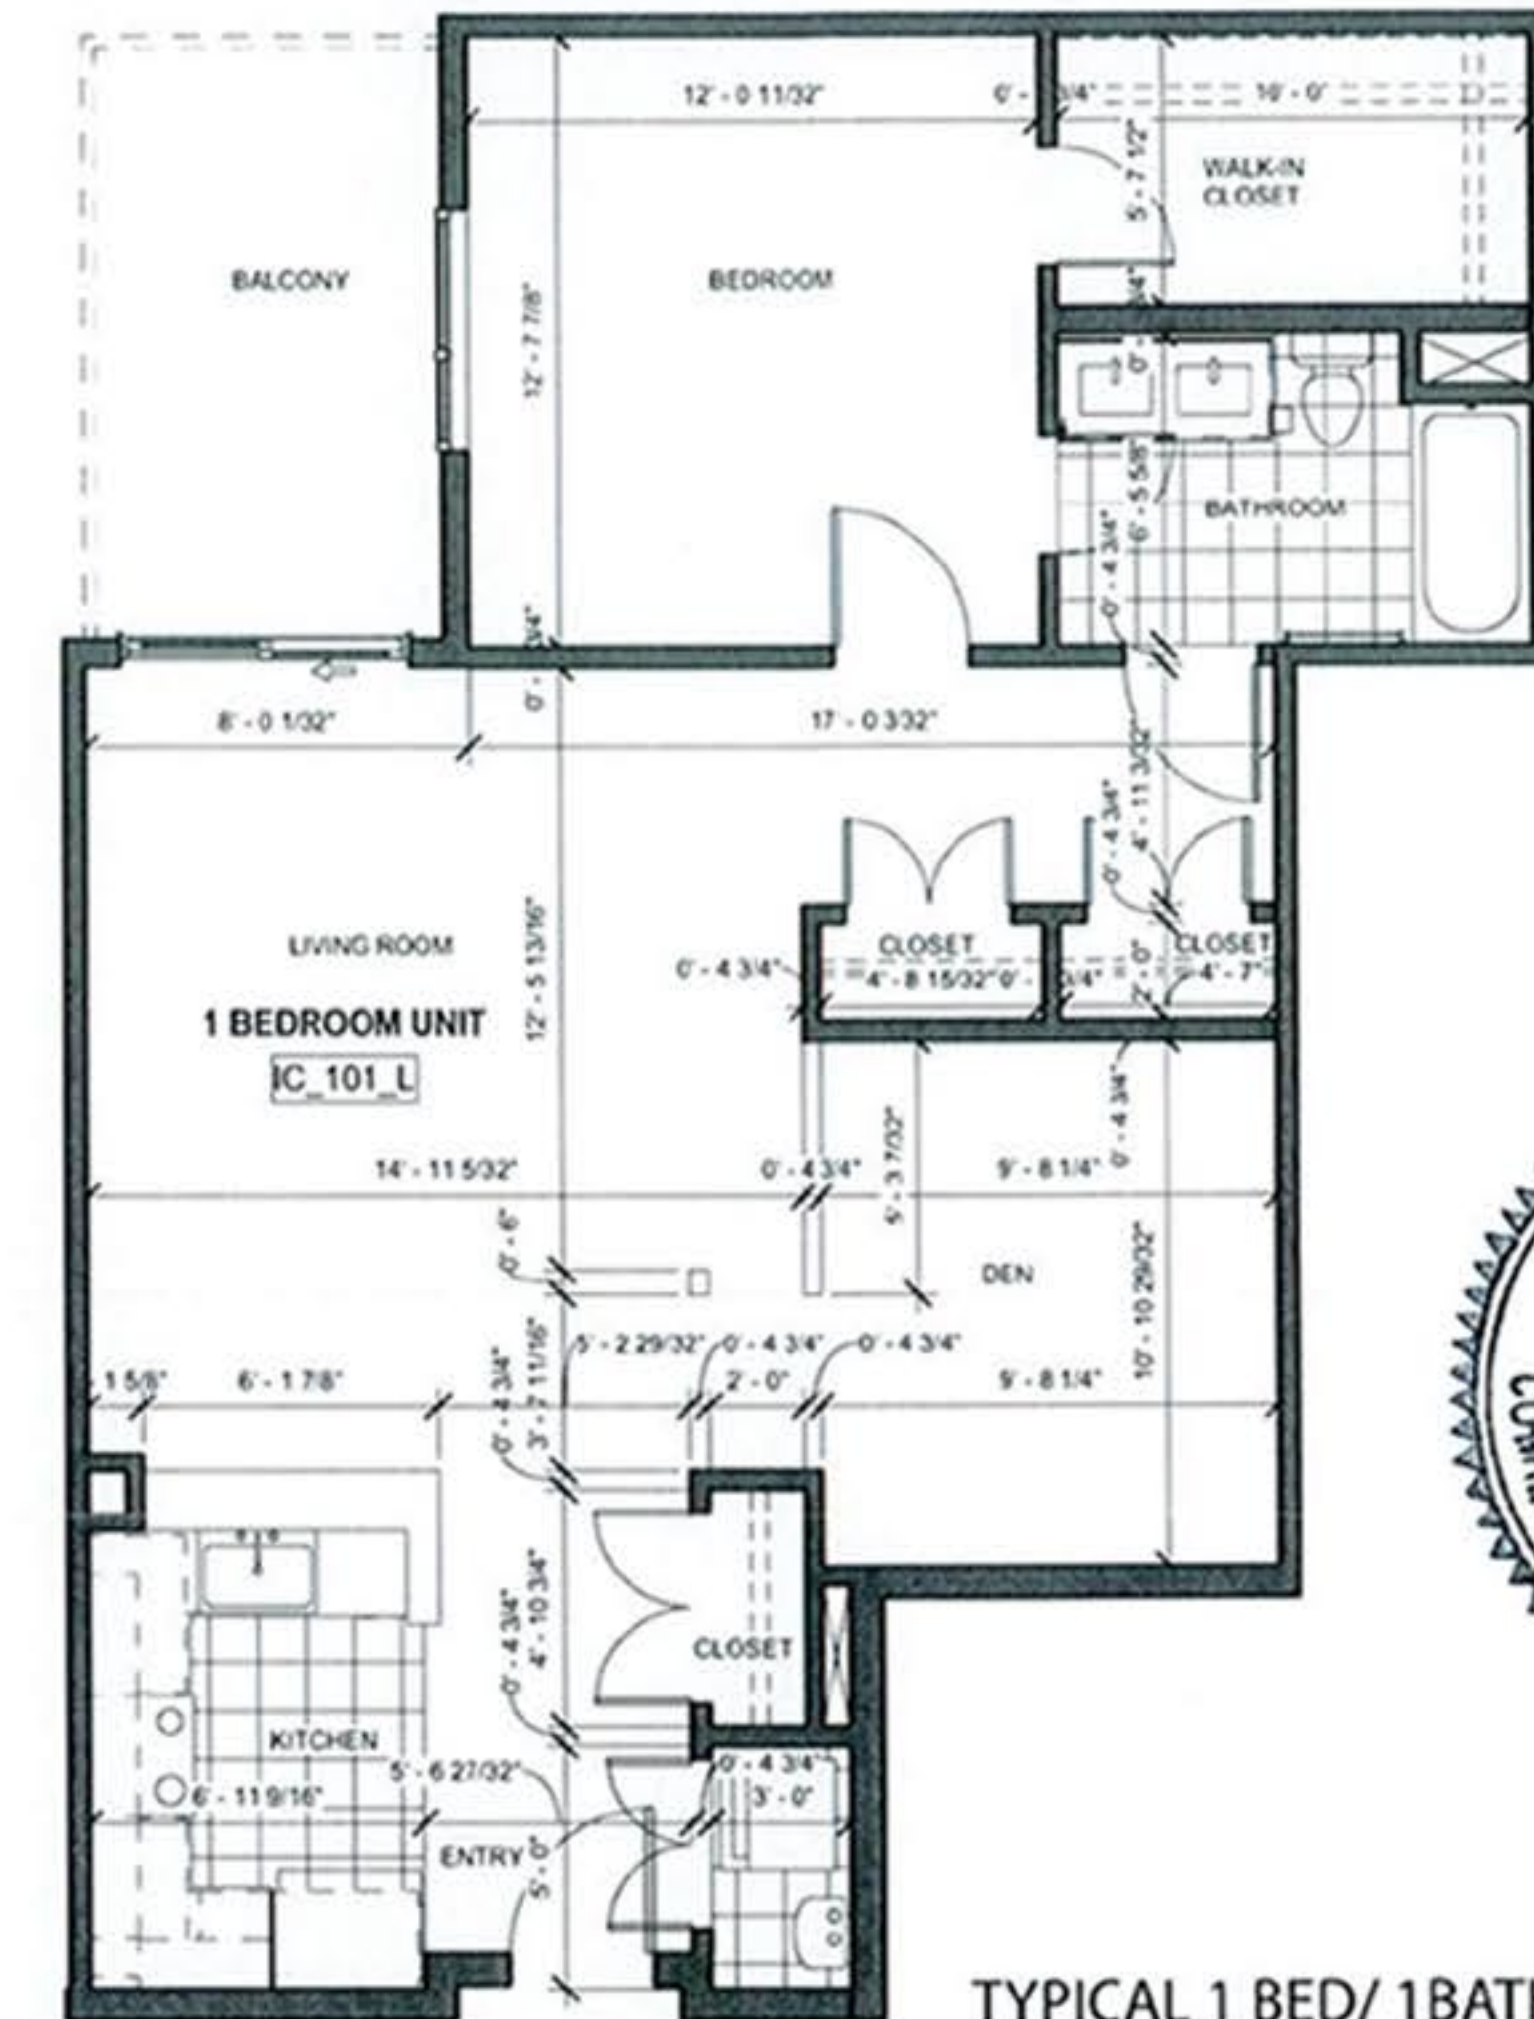 12' - 0 11/32"
10' - 0"
5' - 7 1/2"
WALK-IN
CLOSET
BALCONY
BEDROOM
12' - 7 7/8"
6' - 5 5/8"
BATHROOM
0' - 4 3/4"
8' - 0 1/32"
17' - 0 3/32"
4' - 11 3/32"
0' - 4 3/4"
LIVING ROOM
12' - 5 13/16"
CLOSET
CLOSET
0' - 4 3/4"
4' - 8 15/32"
2' - 0"
4' - 7"
1 BEDROOM UNIT
IC_101_L
0' - 4 3/4"
5' - 3 7/32"
14' - 11 5/32"
0' - 4 3/4"
9' - 8 1/4"
0' - 6"
DEN
10' - 10 29/32"
5' - 2 29/32"
0' - 4 3/4"
0' - 4 3/4"
1 5/8"
6' - 1 7/8"
0' - 4 3/4"
3' - 7 11/16"
2' - 0"
9' - 8 1/4"
0' - 4 3/4"
4' - 10 3/4"
CLOSET
KITCHEN
5' - 6 27/32"
0' - 4 3/4"
6' - 11 9/16"
3' - 0"
ENTRY
5' - 0"
TYPICAL 1 BED/ 1BAT